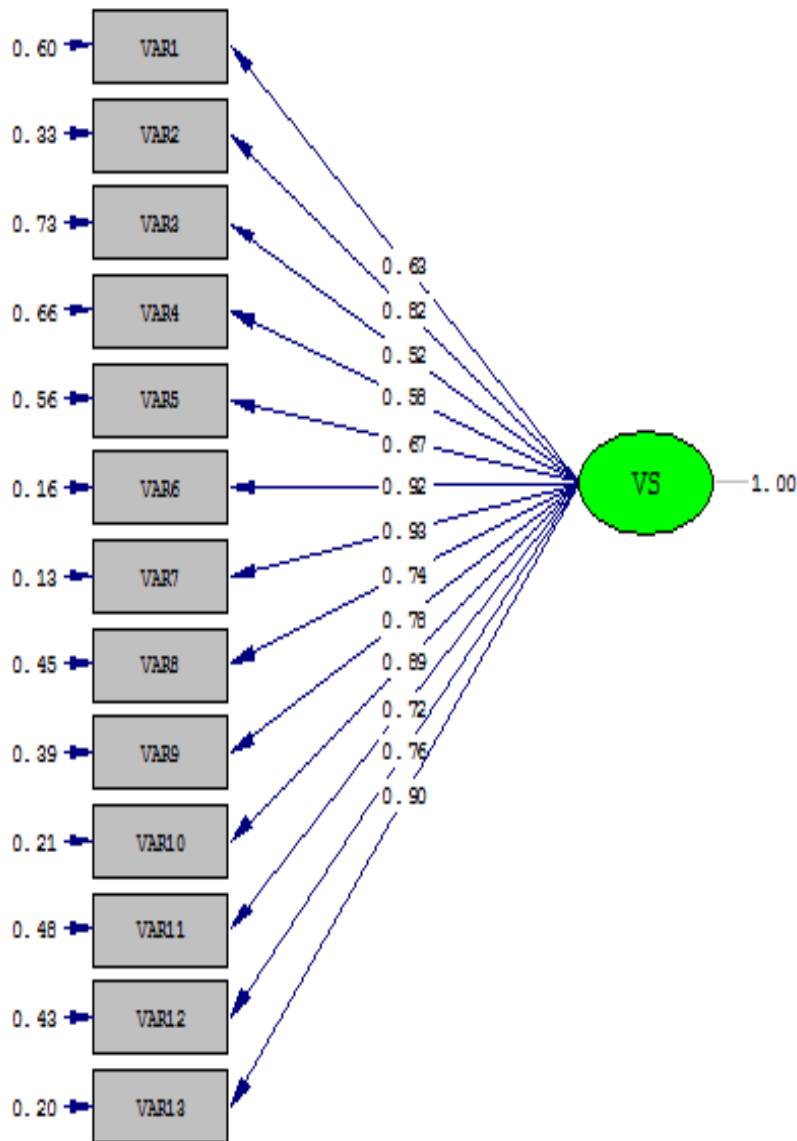 0.60 VAR1
0.33 VAR2
0.73 VAR3
0.63
0.66 VAR4
0.82
0.52
0.56 VAR5
0.58
0.67
0.16 VAR6 0.92 VS 1.00
0.93
0.13 VAR7 0.74
0.78
0.45 VAR8 0.89
0.72
0.39 VAR9 0.76
0.90
0.21 VAR10
0.48 VAR11
0.43 VAR12
0.20 VAR13